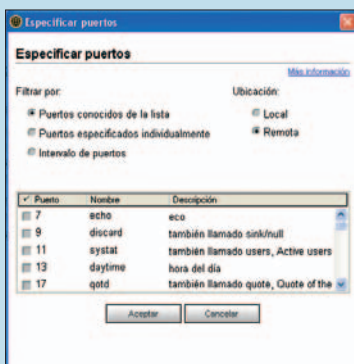 Especificar puertos
Especificar puertos
Más información
Filtrar por: Ubicación:
Puertos conocidos de la lista Local
Puertos especificados individualmente Remota
Intervalo de puertos
✓ Puerto Nombre Descripción
7 echo eco
9 discard también llamado sink/null
11 systat también llamado users, Active users
13 daytime hora del día
17 qotd también llamado quote, Quote of the
Aceptar Cancelar